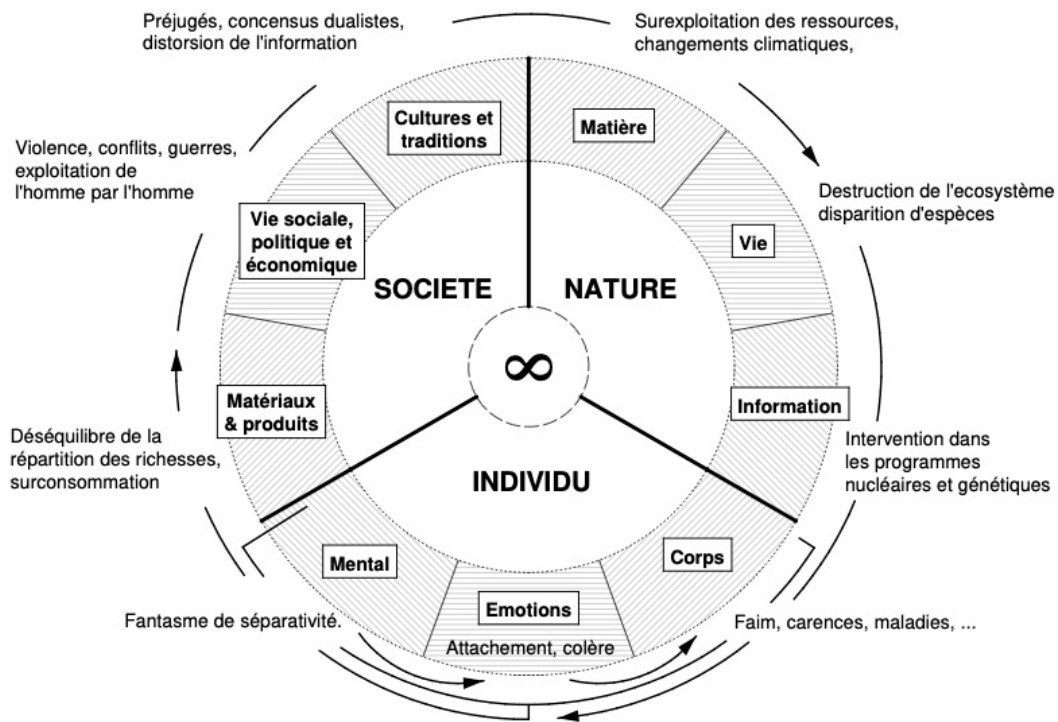 Préjugés, concensus dualistes,
distorsion de l'information
Surexploitation des ressources,
changements climatiques,
Cultures et
traditions
Matière
Violence, conflits, guerres,
exploitation de
l'homme par l'homme
Destruction de l'ecosystème
disparition d'espèces
Vie sociale,
politique et
économique
Vie
SOCIETE
NATURE
∞
Matériaux
& produits
Information
Déséquilibre de la
répartition des richesses,
surconsommation
Intervention dans
les programmes
nucléaires et génétiques
INDIVIDU
Mental
Corps
Emotions
Fantasme de séparativité.
Attachement, colère
Faim, carences, maladies, ...